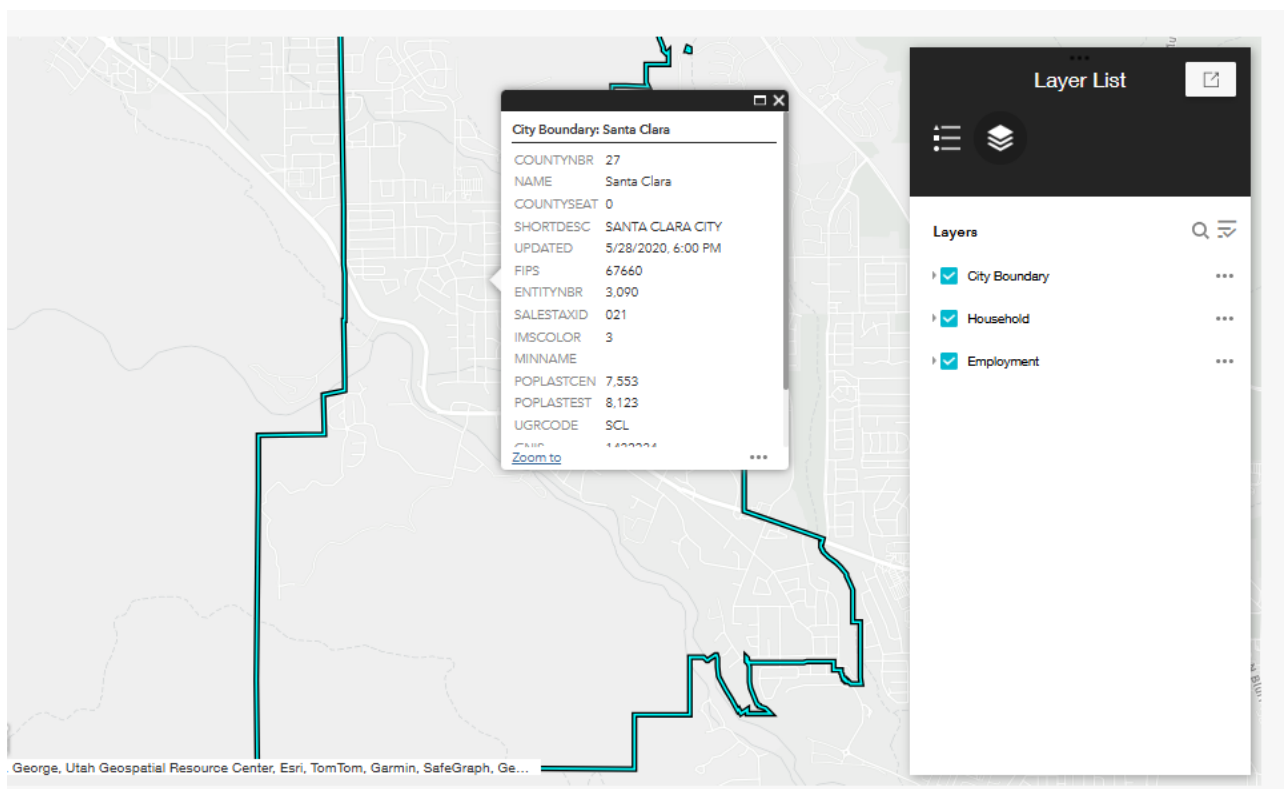 Layer List
City Boundary: Santa Clara
COUNTYNBR 27
NAME Santa Clara
COUNTYSEAT 0
SHORTDESC SANTA CLARA CITY
UPDATED 5/28/2020, 6:00 PM
FIPS 67660
ENTITYNBR 3,090
SALESTAXID 021
IMSCOLOR 3
MINNAME
POPLASTCEN 7,553
POPLASTEST 8,123
UGRCODE SCL
Zoom to
Layers
City Boundary
Household
Employment
George, Utah Geospatial Resource Center, Esri, TomTom, Garmin, SafeGraph, Ge...